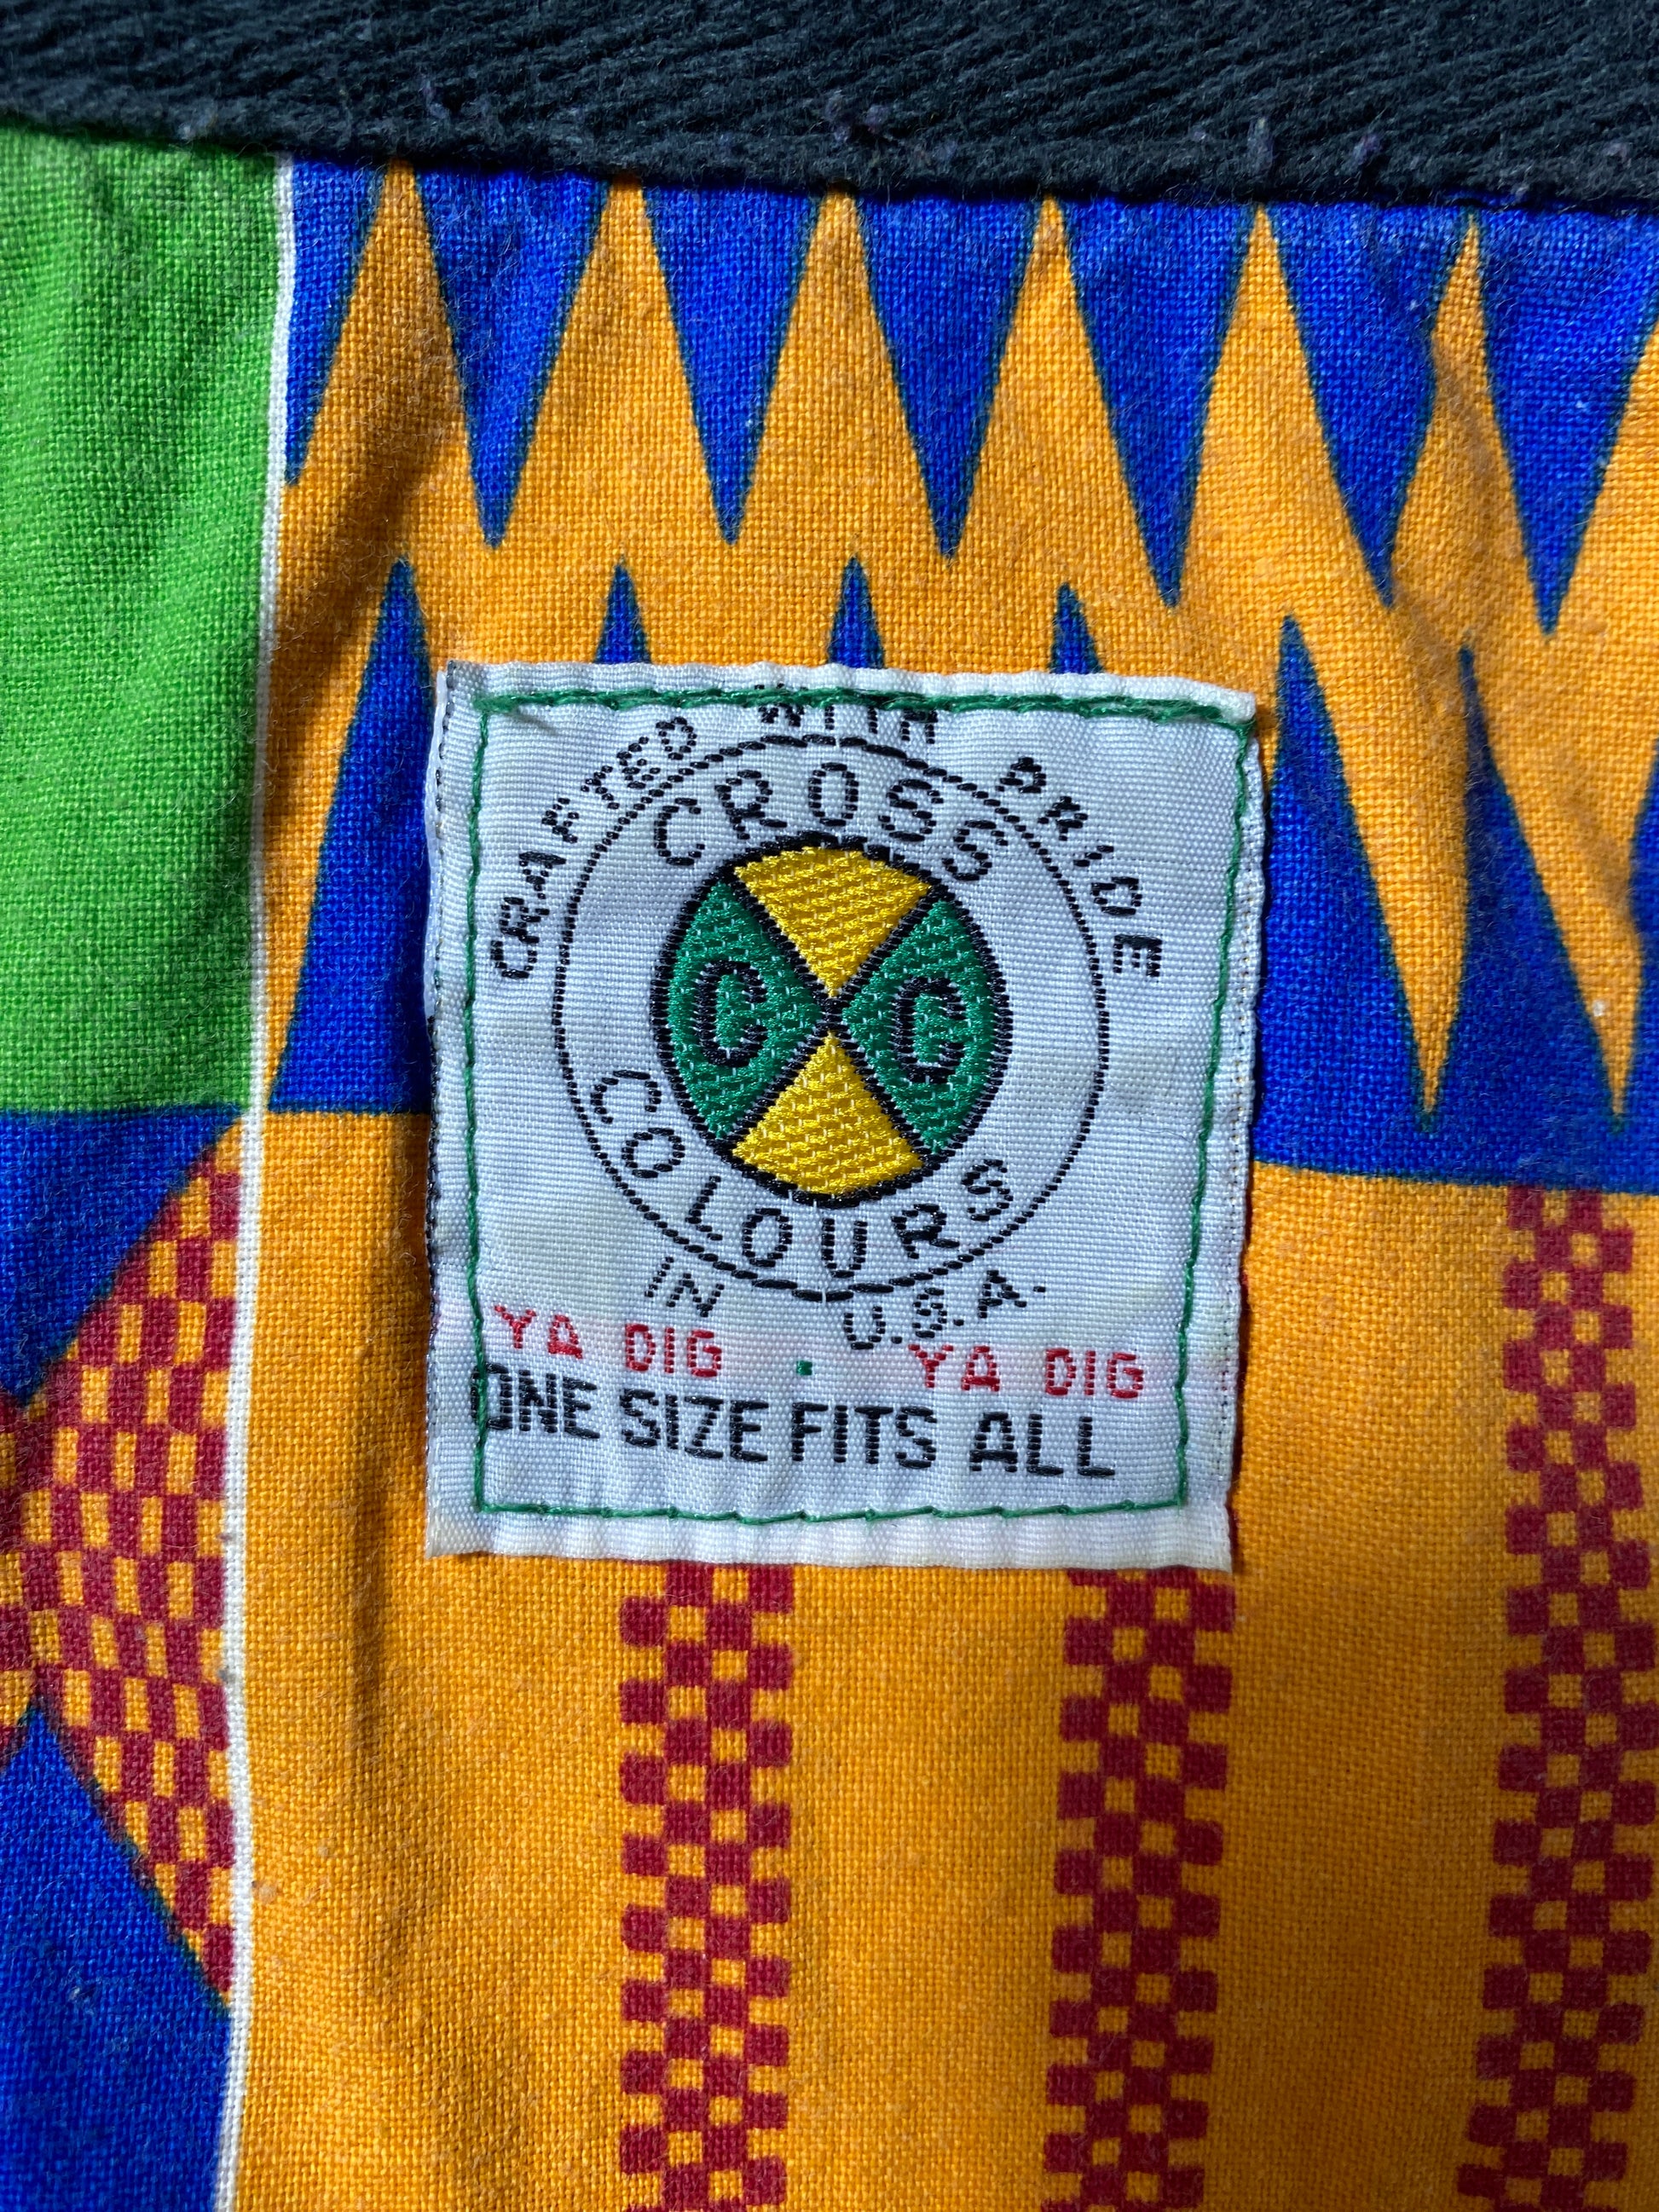 CRAFTED WITH PRIDE
CROSS
C C
COLOURS
IN U.S.A.
YA DIG · YA DIG
ONE SIZE FITS ALL